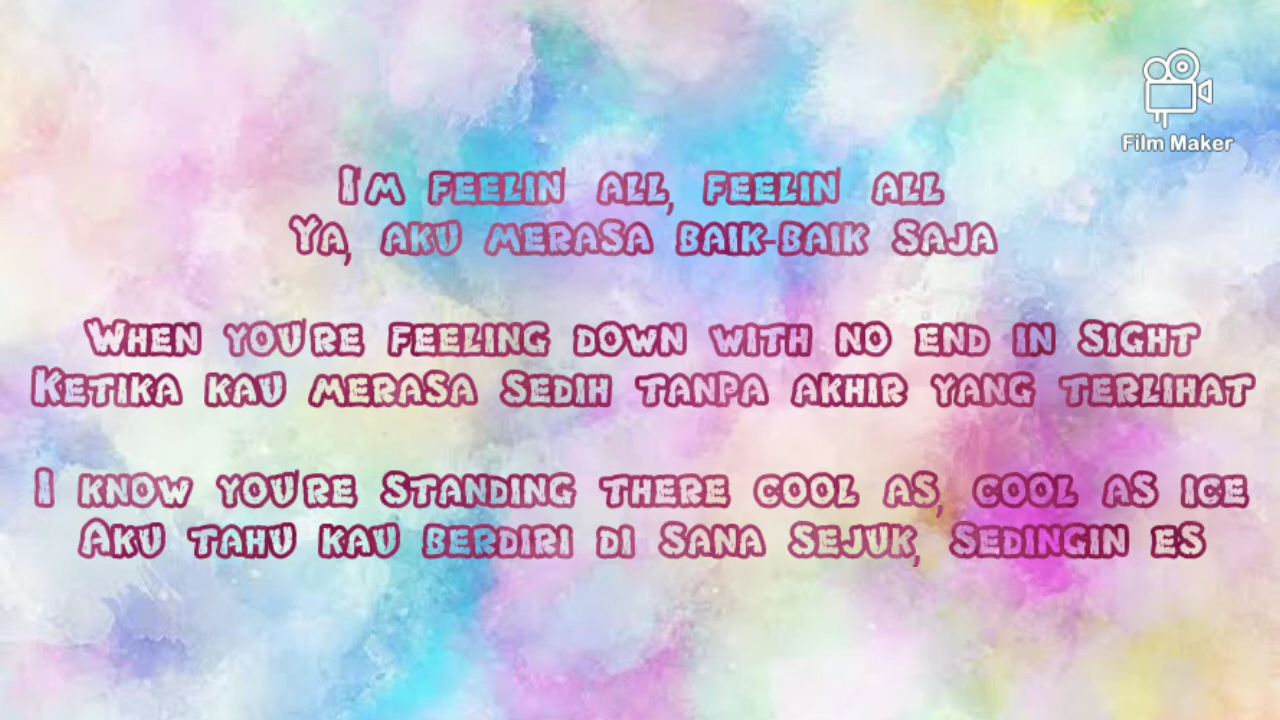 Film Maker
I'm feelin' all, feelin' all
Ya, aku merasa baik-baik saja
When you're feeling down with no end in sight
Ketika kau merasa sedih tanpa akhir yang terlihat
I know you're standing there cool as, cool as ice
Aku tahu kau berdiri di sana sejuk, sedingin es